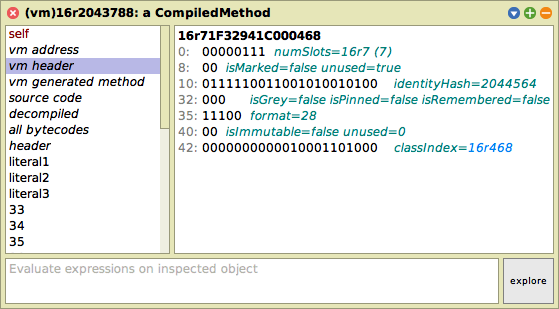 (vm)16r2043788: a CompiledMethod
self
vm address
vm header
vm generated method
source code
decompiled
all bytecodes
header
literal1
literal2
literal3
33
34
35
16r71F32941C000468
0: 00000111 numSlots=16r7 (7)
8: 00 isMarked=false unused=true
10: 0111110011001010010100 identityHash=2044564
32: 000 isGrey=false isPinned=false isRemembered=false
35: 11100 format=28
40: 00 isImmutable=false unused=0
42: 0000000000010001101000 classIndex=16r468
Evaluate expressions on inspected object
explore